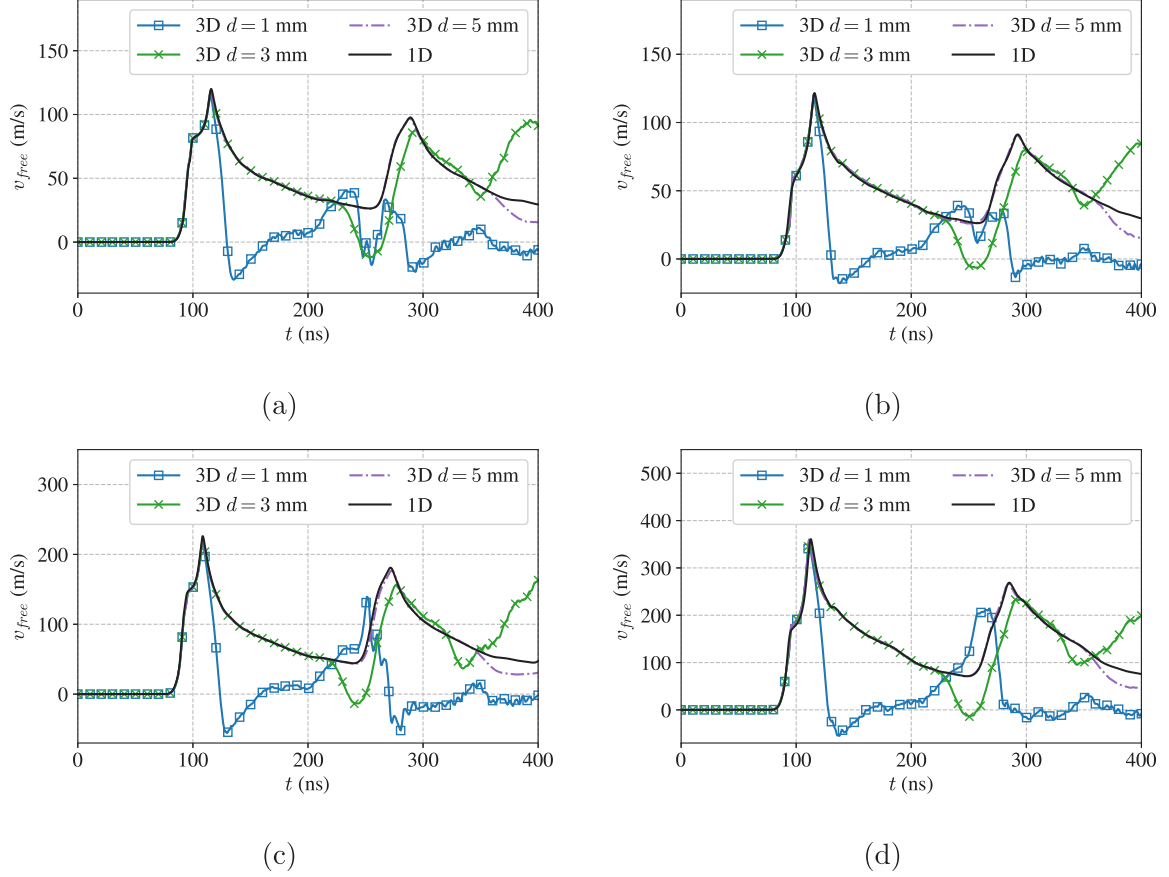 3D d = 1 mm
3D d = 3 mm
3D d = 5 mm
1D
150
100
50
0
v_free (m/s)
0 100 200 300 400
t (ns)
(a)
3D d = 1 mm
3D d = 3 mm
3D d = 5 mm
1D
150
100
50
0
v_free (m/s)
0 100 200 300 400
t (ns)
(b)
3D d = 1 mm
3D d = 3 mm
3D d = 5 mm
1D
300
200
100
0
v_free (m/s)
0 100 200 300 400
t (ns)
(c)
3D d = 1 mm
3D d = 3 mm
3D d = 5 mm
1D
500
400
300
200
100
0
v_free (m/s)
0 100 200 300 400
t (ns)
(d)